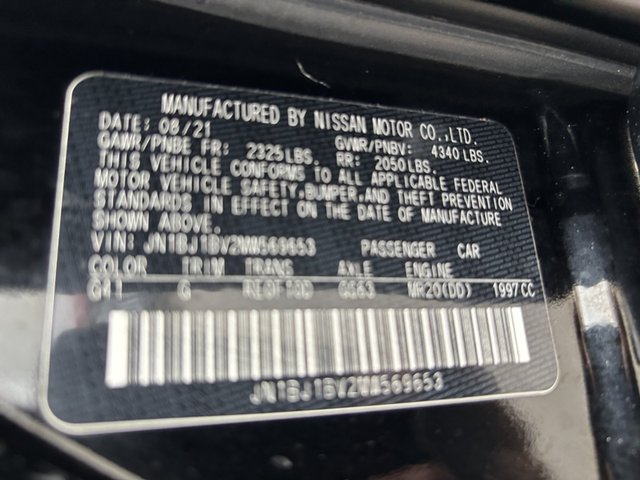 MANUFACTURED BY NISSAN MOTOR CO.,LTD.
DATE: 08/21 GVWR/PNBV: 4340 LBS.
GAWR/PNBE FR: 2325LBS. RR: 2050LBS.
THIS VEHICLE CONFORMS TO ALL APPLICABLE FEDERAL
MOTOR VEHICLE SAFETY,BUMPER,AND THEFT PREVENTION
STANDARDS IN EFFECT ON THE DATE OF MANUFACTURE
SHOWN ABOVE.
VIN: JN1BJ1BV2MW569653 PASSENGER CAR
COLOR TRIM TRANS AXLE ENGINE
G41 G RE0F10D MR20(DD) 1997CC
JN1BJ1BV2MW569653